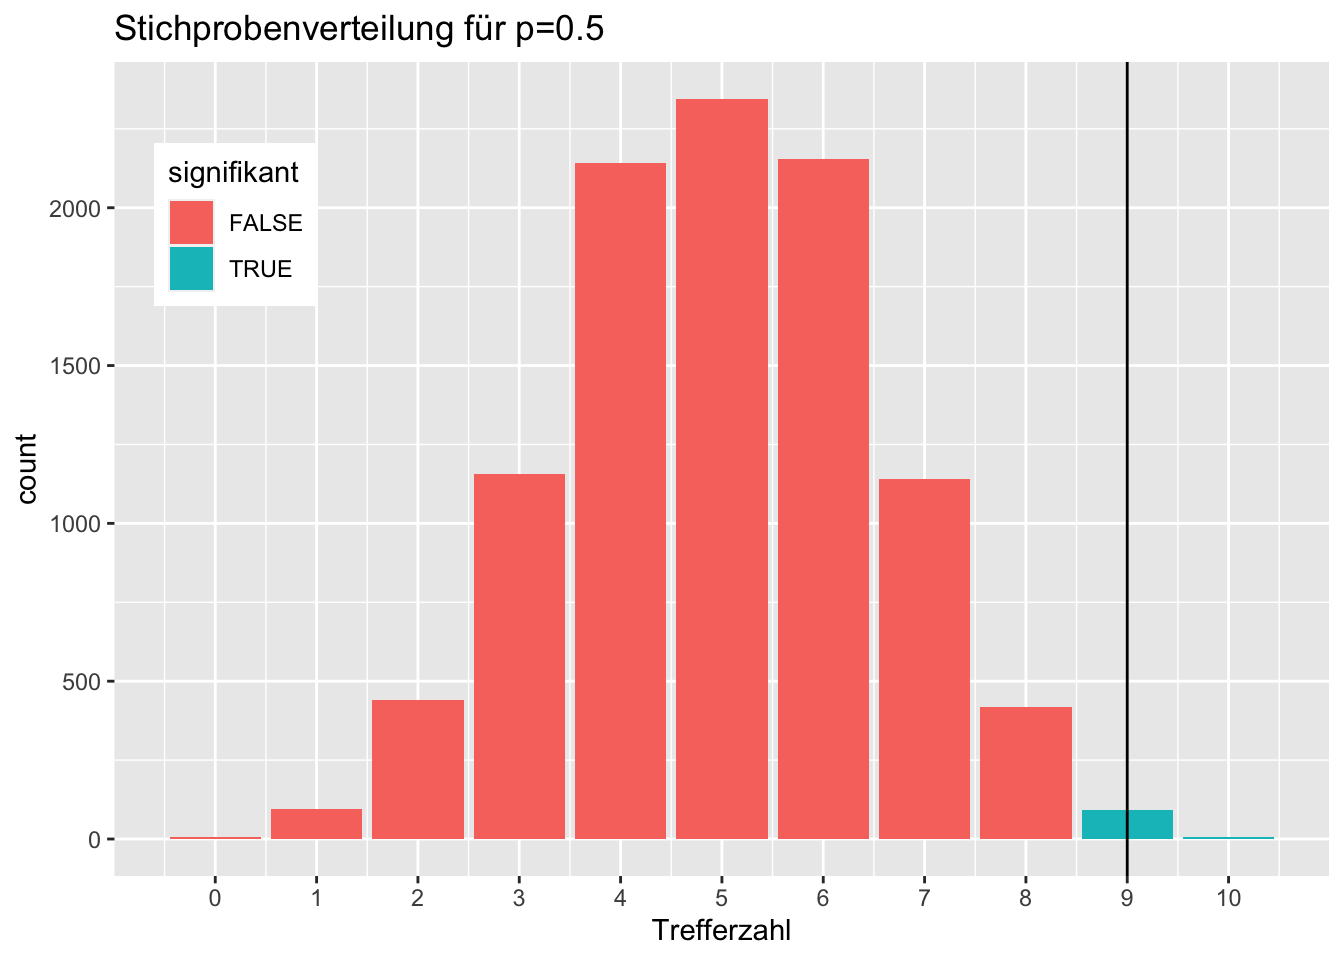 Stichprobenverteilung für p=0.5
signifikant
FALSE
TRUE
count
2000
1500
1000
500
0
0 1 2 3 4 5 6 7 8 9 10
Trefferzahl